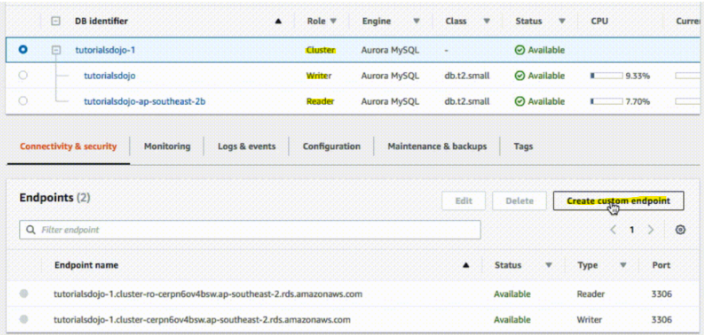 DB identifier Role Engine Class Status CPU
tutorialsdojo-1 Cluster Aurora MySQL - Available
tutorialsdojo Writer Aurora MySQL db.t2.small Available 9.33%
tutorialsdojo-ap-southeast-2b Reader Aurora MySQL db.t2.small Available 7.70%
Connectivity & security Monitoring Logs & events Configuration Maintenance & backups Tags
Endpoints (2) Edit Delete Create custom endpoint
Filter endpoint 1
Endpoint name Status Type Port
tutorialsdojo-1.cluster-ro-cerpn6ov4bsw.ap-southeast-2.rds.amazonaws.com Available Reader 3306
tutorialsdojo-1.cluster-cerpn6ov4bsw.ap-southeast-2.rds.amazonaws.com Available Writer 3306